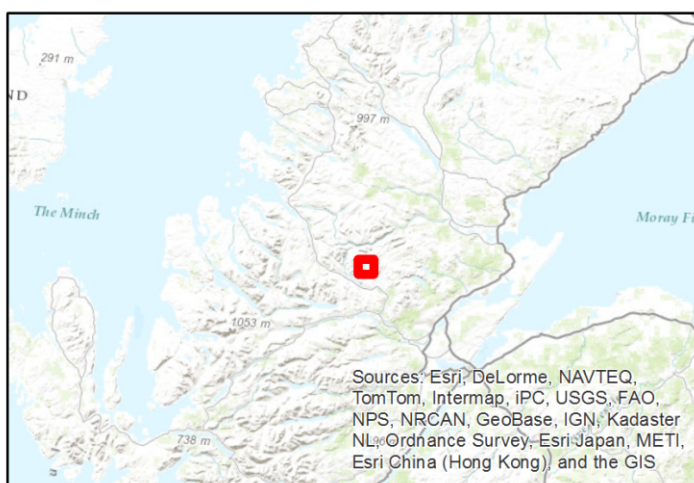 291 m
ND
997 m
The Minch
Moray Fi
1053 m
738 m
Sources: Esri, DeLorme, NAVTEQ,
TomTom, Intermap, iPC, USGS, FAO,
NPS, NRCAN, GeoBase, IGN, Kadaster
NL, Ordnance Survey, Esri Japan, METI,
Esri China (Hong Kong), and the GIS